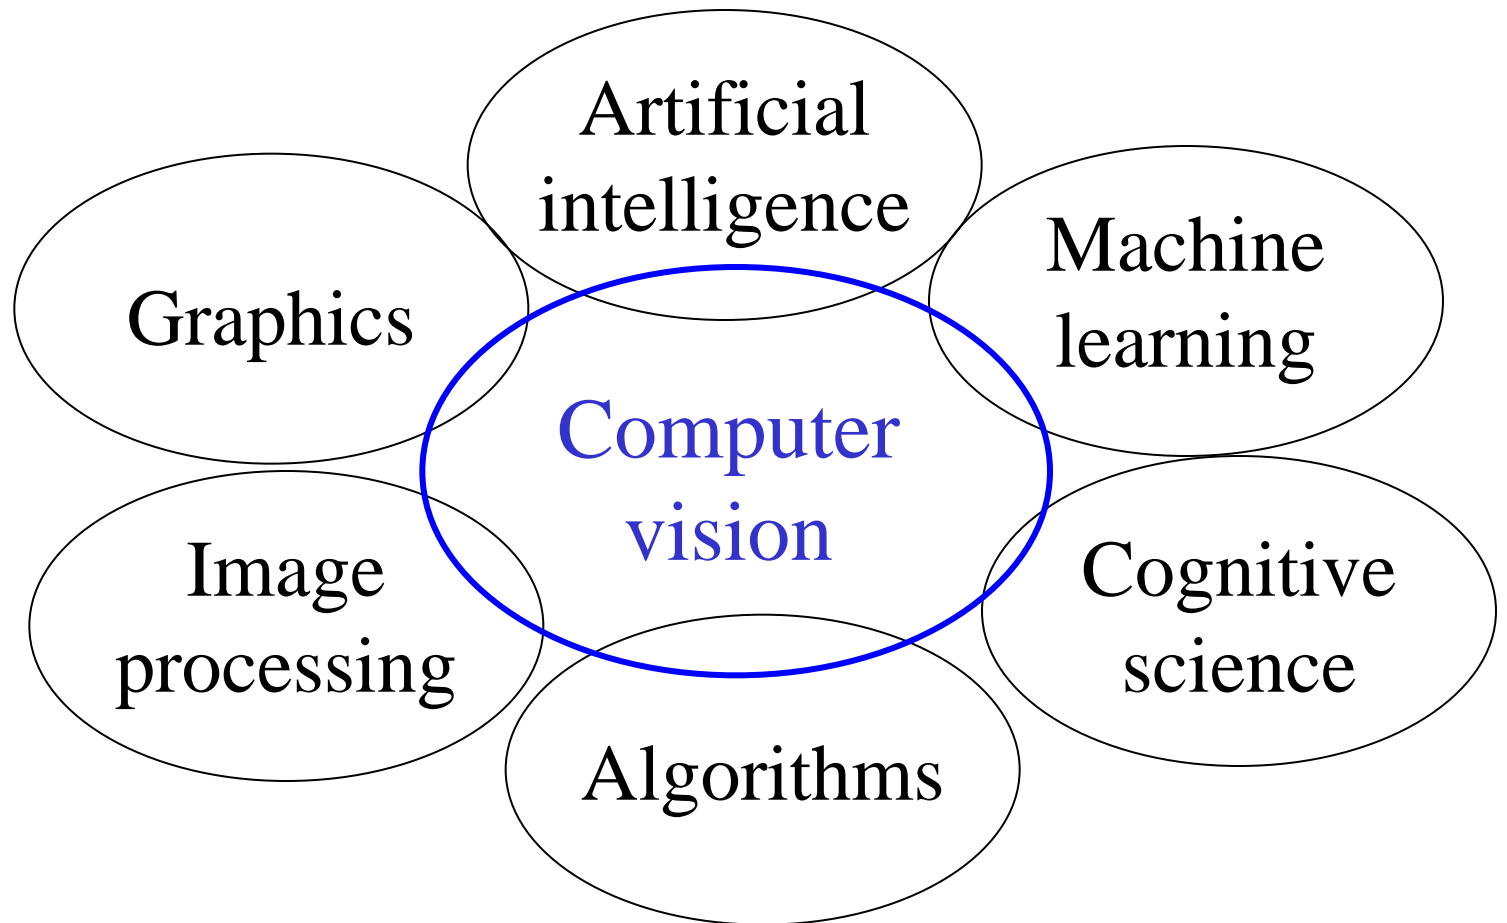 Artificial
intelligence
Machine
learning
Graphics
Computer
vision
Image
processing
Cognitive
science
Algorithms